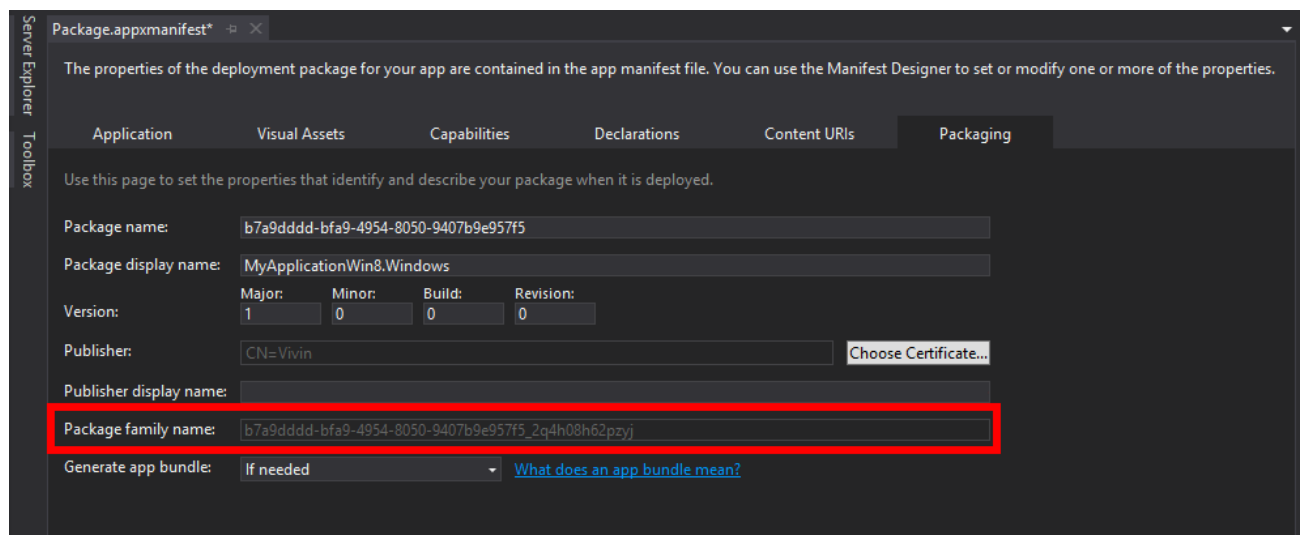 Server Explorer
Toolbox
Package.appxmanifest*
The properties of the deployment package for your app are contained in the app manifest file. You can use the Manifest Designer to set or modify one or more of the properties.
Application Visual Assets Capabilities Declarations Content URIs Packaging
Use this page to set the properties that identify and describe your package when it is deployed.
Package name: b7a9dddd-bfa9-4954-8050-9407b9e957f5
Package display name: MyApplicationWin8.Windows
Major: Minor: Build: Revision:
Version: 1 0 0 0
Publisher: CN=Vivin Choose Certificate...
Publisher display name:
Package family name: b7a9dddd-bfa9-4954-8050-9407b9e957f5_2q4h08h62pzyj
Generate app bundle: If needed What does an app bundle mean?